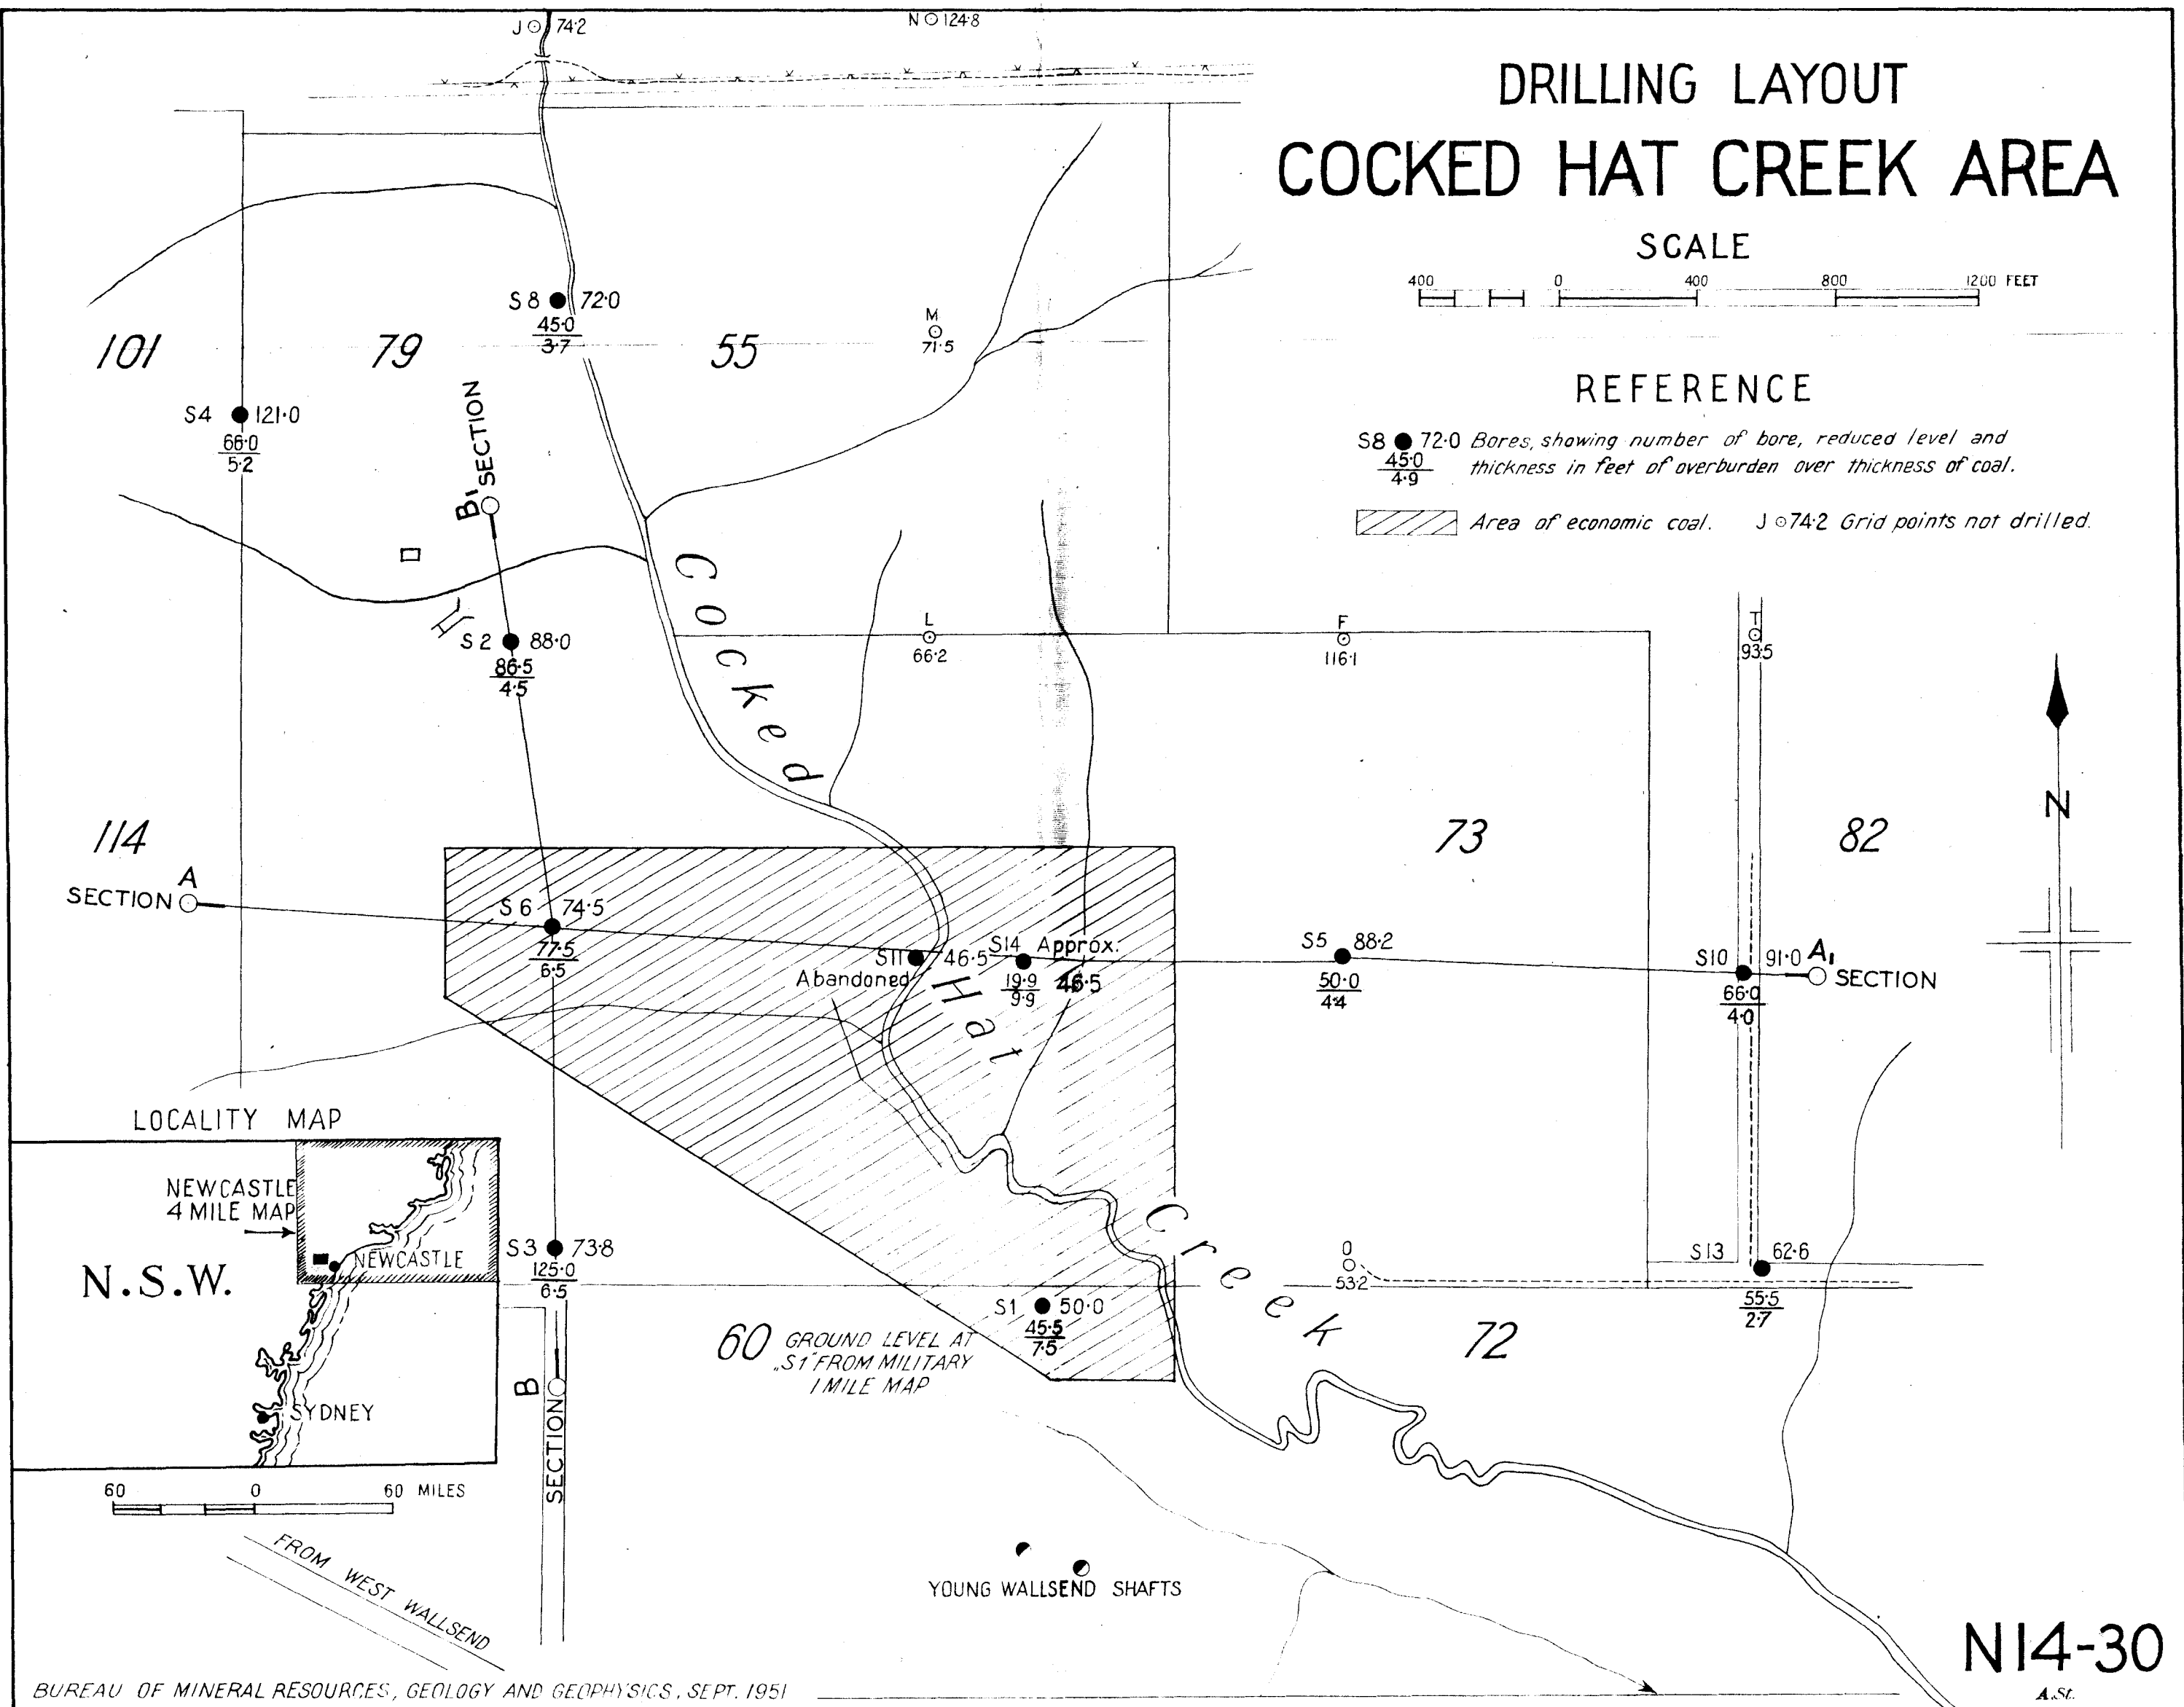 J 74·2
N 124·8
DRILLING LAYOUT
COCKED HAT CREEK AREA
SCALE
400 0 400 800 1200 FEET
REFERENCE
S8 72·0 Bores, showing number of bore, reduced level and
45·0
4·9
thickness in feet of overburden over thickness of coal.
Area of economic coal. J 74·2 Grid points not drilled.
S8 72·0
45·0
3·7
M
71·5
101
79
55
S4 121·0
66·0
5·2
B¹ SECTION
S2 88·0
86·5
4·5
L
66·2
F
116·1
T
93·5
Cocked
Hat
Creek
N
114
73
82
SECTION A
S6 74·5
77·5
6·5
S11 46·5
Abandoned
S14 Approx.
46·5
19·9
9·9
S5 88·2
50·0
4·4
S10 91·0
66·0
4·0
A₁ SECTION
LOCALITY MAP
NEWCASTLE
4 MILE MAP
NEWCASTLE
N.S.W.
SYDNEY
60 0 60 MILES
S3 73·8
125·0
6·5
O
53·2
S13 62·6
55·5
2·7
S1 50·0
45·5
7·5
60 GROUND LEVEL AT
„S1" FROM MILITARY
1 MILE MAP
72
B
SECTION
FROM WEST WALLSEND
YOUNG WALLSEND SHAFTS
N14-30
A.St.
BUREAU OF MINERAL RESOURCES, GEOLOGY AND GEOPHYSICS, SEPT. 1951